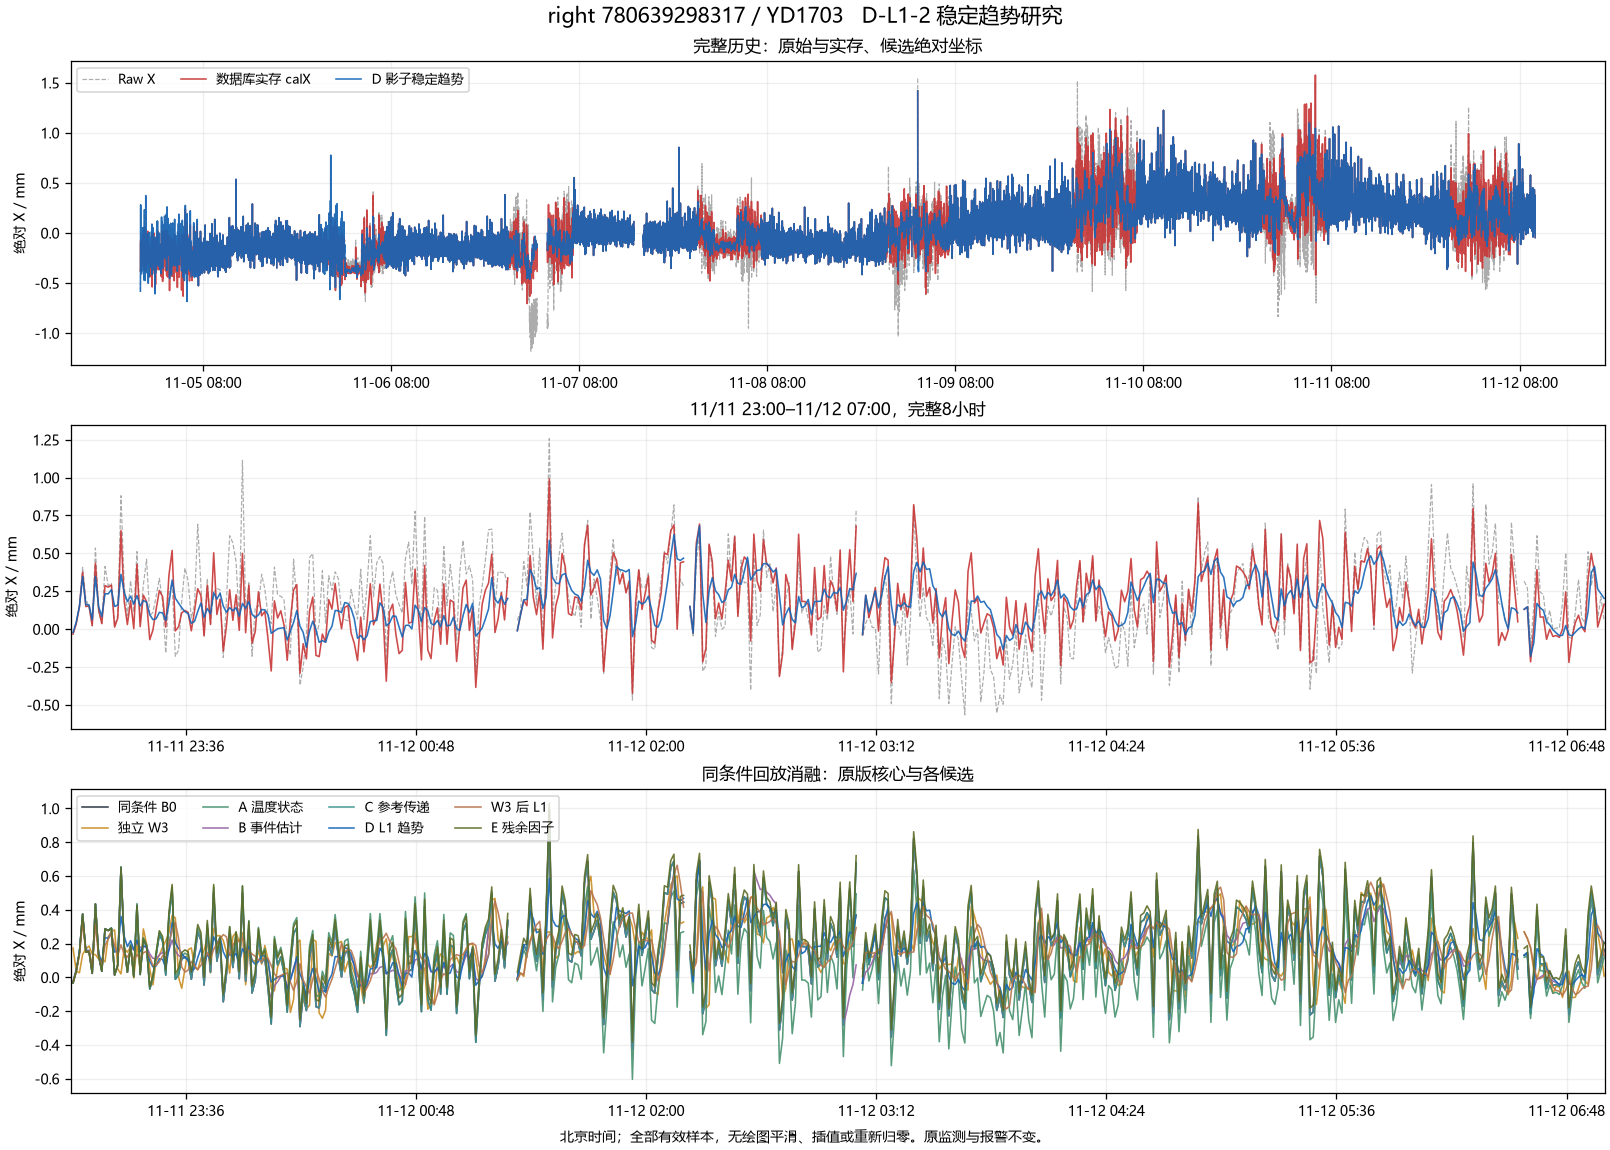 right 780639298317 / YD1703   D-L1-2 稳定趋势研究
完整历史：原始与实存、候选绝对坐标
Raw X
数据库实存 calX
D 影子稳定趋势
绝对 X / mm
1.5
1.0
0.5
0.0
-0.5
-1.0
11-05 08:00
11-06 08:00
11-07 08:00
11-08 08:00
11-09 08:00
11-10 08:00
11-11 08:00
11-12 08:00
11/11 23:00–11/12 07:00，完整8小时
绝对 X / mm
1.25
1.00
0.75
0.50
0.25
0.00
-0.25
-0.50
11-11 23:36
11-12 00:48
11-12 02:00
11-12 03:12
11-12 04:24
11-12 05:36
11-12 06:48
同条件回放消融：原版核心与各候选
同条件 B0
A 温度状态
C 参考传递
W3 后 L1
独立 W3
B 事件估计
D L1 趋势
E 残余因子
绝对 X / mm
1.0
0.8
0.6
0.4
0.2
0.0
-0.2
-0.4
-0.6
11-11 23:36
11-12 00:48
11-12 02:00
11-12 03:12
11-12 04:24
11-12 05:36
11-12 06:48
北京时间；全部有效样本，无绘图平滑、插值或重新归零。原监测与报警不变。